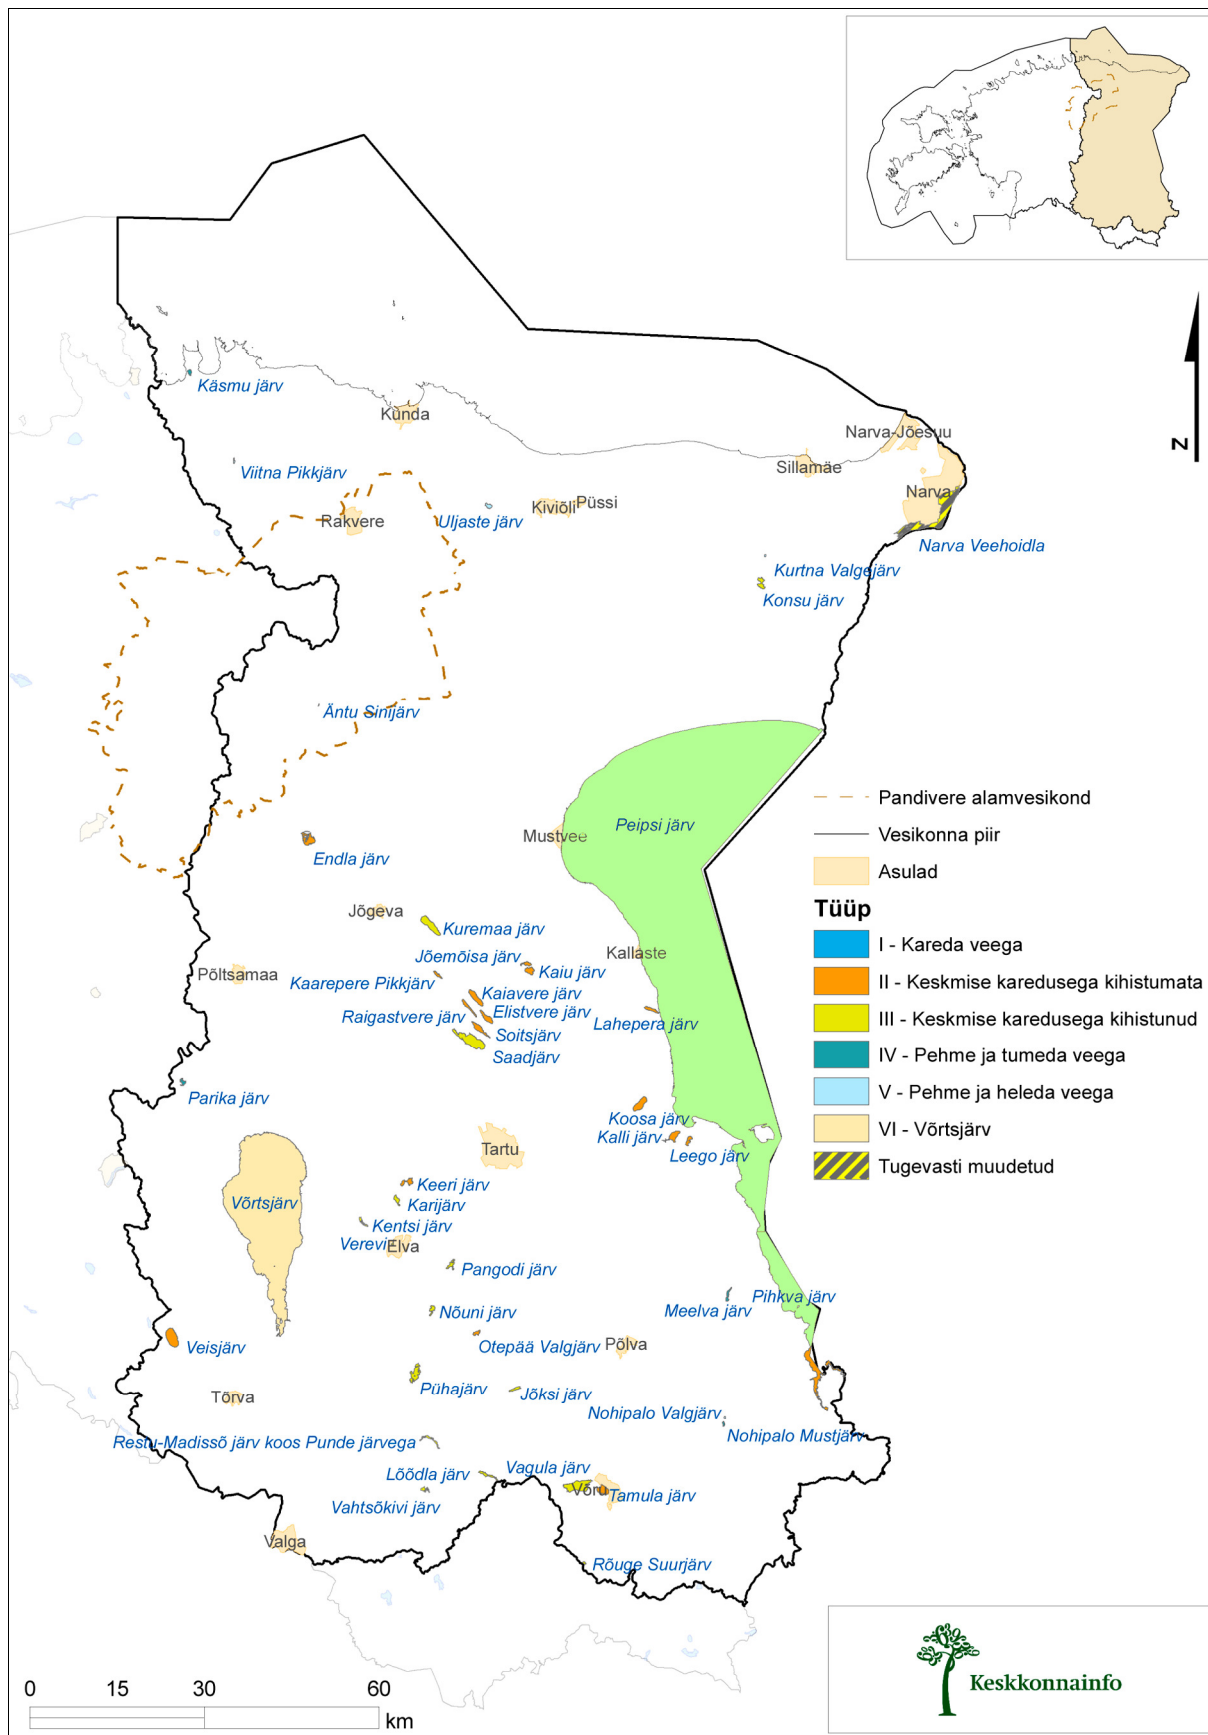 Käsmu järv
Kunda
Narva-Jõesuu
Sillamäe
Viitna Pikkjärv
Narva
Kiviõli
Püssi
Rakvere
Uljaste järv
Narva Veehoidla
Kurtna Valgejärv
Konsu järv
Äntu Sinijärv
N
Pandivere alamvesikond
Vesikonna piir
Asulad
Tüüp
I - Kareda veega
II - Keskmise karedusega kihistumata
III - Keskmise karedusega kihistunud
IV - Pehme ja tumeda veega
V - Pehme ja heleda veega
VI - Võrtsjärv
Tugevasti muudetud
Peipsi järv
Mustvee
Endla järv
Jõgeva
Kuremaa järv
Jõemõisa järv
Kallaste
Kaiu järv
Põltsamaa
Kaarepere Pikkjärv
Kaiavere järv
Raigastvere järv
Elistvere järv
Lahepera järv
Soitsjärv
Saadjärv
Parika järv
Koosa järv
Kalli järv
Leego järv
Tartu
Keeri järv
Võrtsjärv
Karijärv
Kentsi järv
Verevi
Elva
Pangodi järv
Meelva järv
Pihkva järv
Nõuni järv
Veisjärv
Otepää Valgjärv
Põlva
Pühajärv
Jõksi järv
Tõrva
Nohipalo Valgjärv
Nohipalo Mustjärv
Restu-Madissõ järv koos Punde järvega
Lõõdla järv
Vagula järv
Võru
Tamula järv
Vahtsõkivi järv
Valga
Rõuge Suurjärv
0 15 30 60
km
Keskkonnainfo